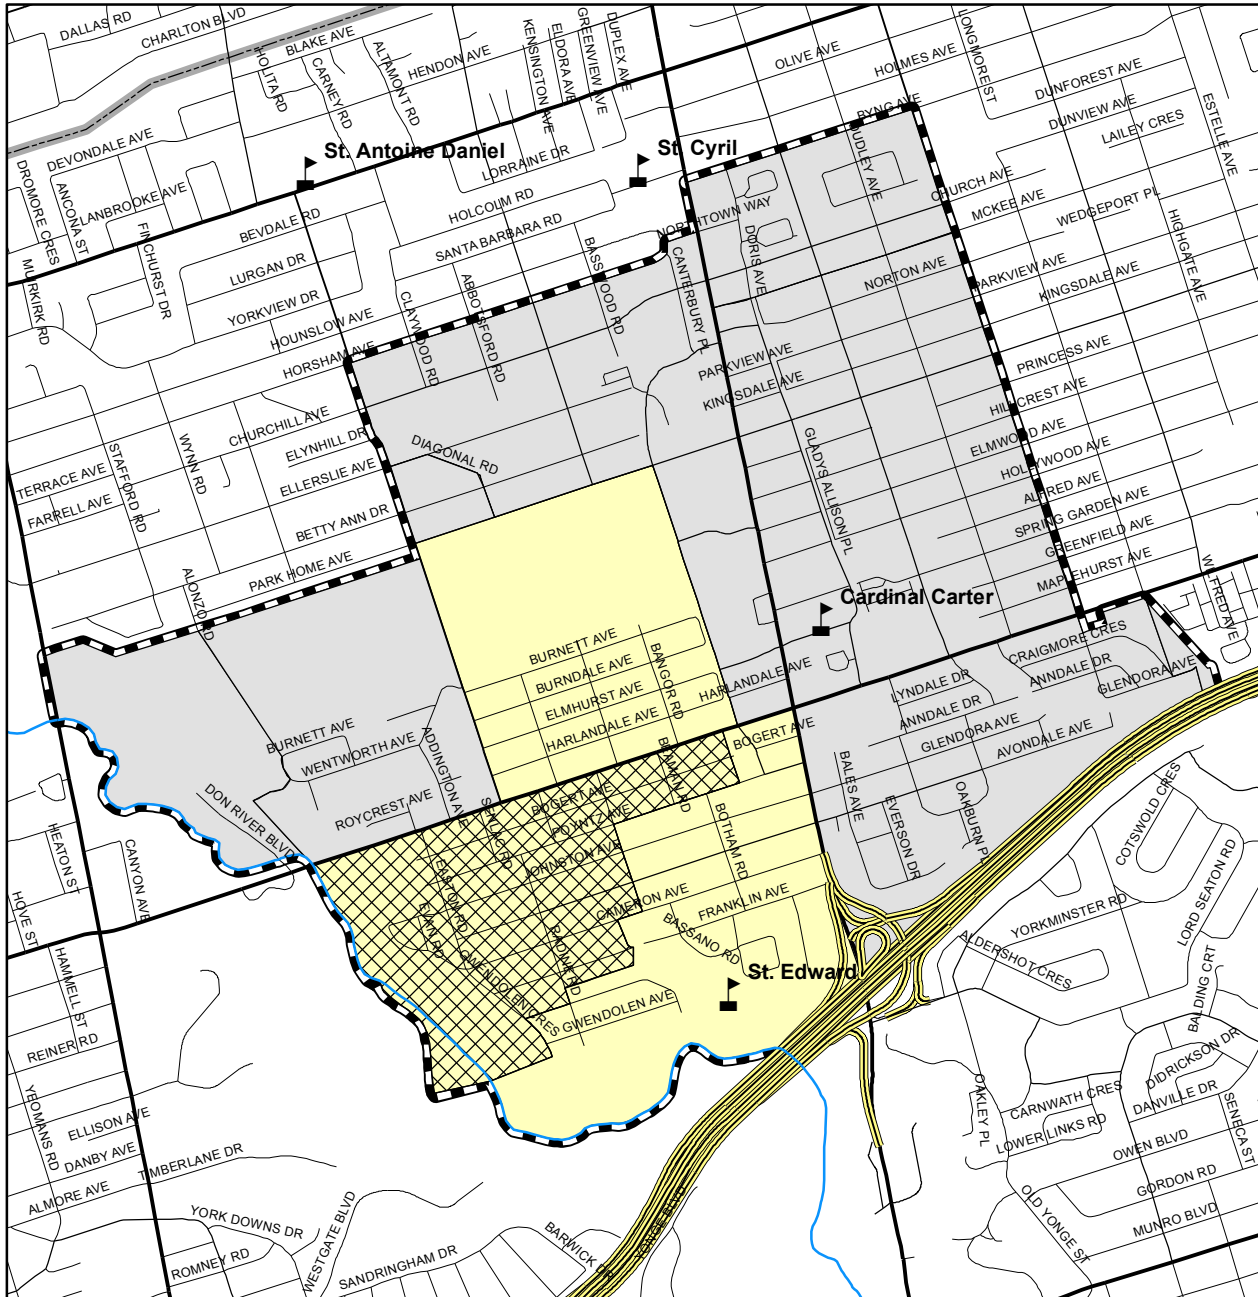 DALLAS RD
CHARLTON BLVD
BLAKE AVE
HOLITA RD
CARNEY RD
ALTAMONT RD
HENDON AVE
KENSINGTON AVE
ELDORA AVE
GREENVIEW AVE
DUPLEX AVE
OLIVE AVE
HOLMES AVE
LONGMORE ST
DUNFOREST AVE
DUNVIEW AVE
LAILEY CRES
ESTELLE AVE
BYNG AVE
DUDLEY AVE
DEVONDALE AVE
DROMORE CRES
ANCONA ST
LANBROOKE AVE
FINCHURST DR
St. Antoine Daniel
St. Cyril
LORRAINE DR
HOLCOLM RD
SANTA BARBARA RD
BEVDALE RD
LURGAN DR
YORKVIEW DR
HOUNSLOW AVE
HORSHAM AVE
MUIRKIRK RD
CLAYWOOD RD
ABBOTSFORD RD
BASSWOOD RD
NORTHTOWN WAY
CANTERBURY PL
DORIS AVE
CHURCH AVE
MCKEE AVE
WEDGEPORT PL
HIGHGATE AVE
NORTON AVE
PARKVIEW AVE
KINGSDALE AVE
PARKVIEW AVE
KINGSDALE AVE
PRINCESS AVE
HILLCREST AVE
ELMWOOD AVE
HOLLYWOOD AVE
ALFRED AVE
SPRING GARDEN AVE
GREENFIELD AVE
MAPLEHURST AVE
WILFRED AVE
TERRACE AVE
FARRELL AVE
STAFFORD RD
WYNN RD
CHURCHILL AVE
ELYNHILL DR
ELLERSLIE AVE
BETTY ANN DR
PARK HOME AVE
DIAGONAL RD
GLADYS ALLISON PL
ALONZO RD
Cardinal Carter
BURNETT AVE
BURNDALE AVE
ELMHURST AVE
HARLANDALE AVE
BANGOR RD
HARLANDALE AVE
CRAIGMORE CRES
LYNDALE DR
ANNDALE DR
GLENDORA AVE
ANNDALE DR
GLENDORA AVE
AVONDALE AVE
BURNETT AVE
WENTWORTH AVE
ADDINGTON AVE
ROYCREST AVE
DON RIVER BLVD
SENLAC RD
BOGERT AVE
POYNTZ AVE
JOHNSTON AVE
BEAMAN RD
BOGERT AVE
BOTHAM RD
BALES AVE
EVERSON DR
OAKBURN PL
COTSWOLD CRES
LORD SEATON RD
YORKMINSTER RD
ALDERSHOT CRES
BALDING CRT
HEATON ST
CANYON AVE
HOVE ST
HAMMELL ST
EASTON RD
EVAN RD
GWENDOLEN CRES
RADINE RD
CAMERON AVE
FRANKLIN AVE
BASSANO RD
St. Edward
GWENDOLEN AVE
REINER RD
YEOMANS RD
ELLISON AVE
DANBY AVE
ALMORE AVE
TIMBERLANE DR
YORK DOWNS DR
ROMNEY RD
WESTGATE BLVD
SANDRINGHAM DR
BARWICK DR
YONGE BLVD
OAKLEY PL
CARNWATH CRES
LOWER LINKS RD
DIDRICKSON DR
DANVILLE DR
SENECA ST
OWEN BLVD
GORDON RD
MUNRO BLVD
OLD YONGE ST